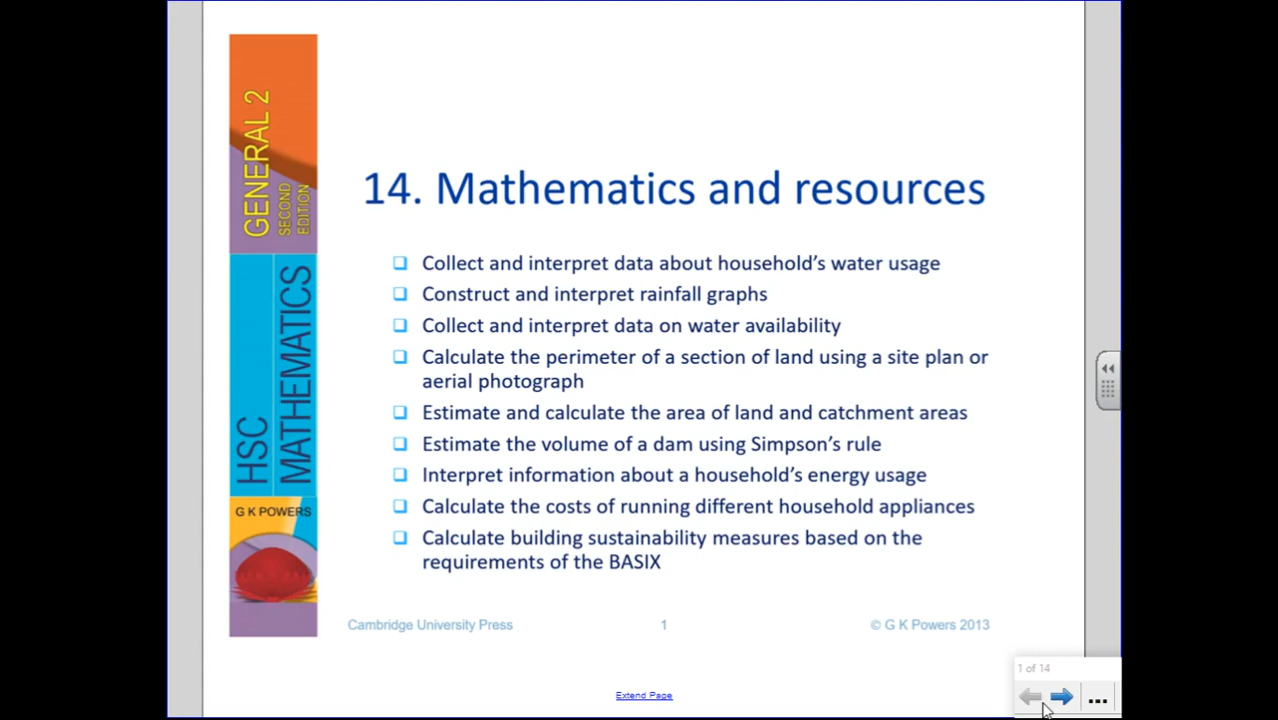 GENERAL 2
SECOND
EDITION
HSC
MATHEMATICS
G K POWERS
14. Mathematics and resources
Collect and interpret data about household's water usage
Construct and interpret rainfall graphs
Collect and interpret data on water availability
Calculate the perimeter of a section of land using a site plan or
aerial photograph
Estimate and calculate the area of land and catchment areas
Estimate the volume of a dam using Simpson's rule
Interpret information about a household's energy usage
Calculate the costs of running different household appliances
Calculate building sustainability measures based on the
requirements of the BASIX
Cambridge University Press 1 © G K Powers 2013
1 of 14
Extend Page